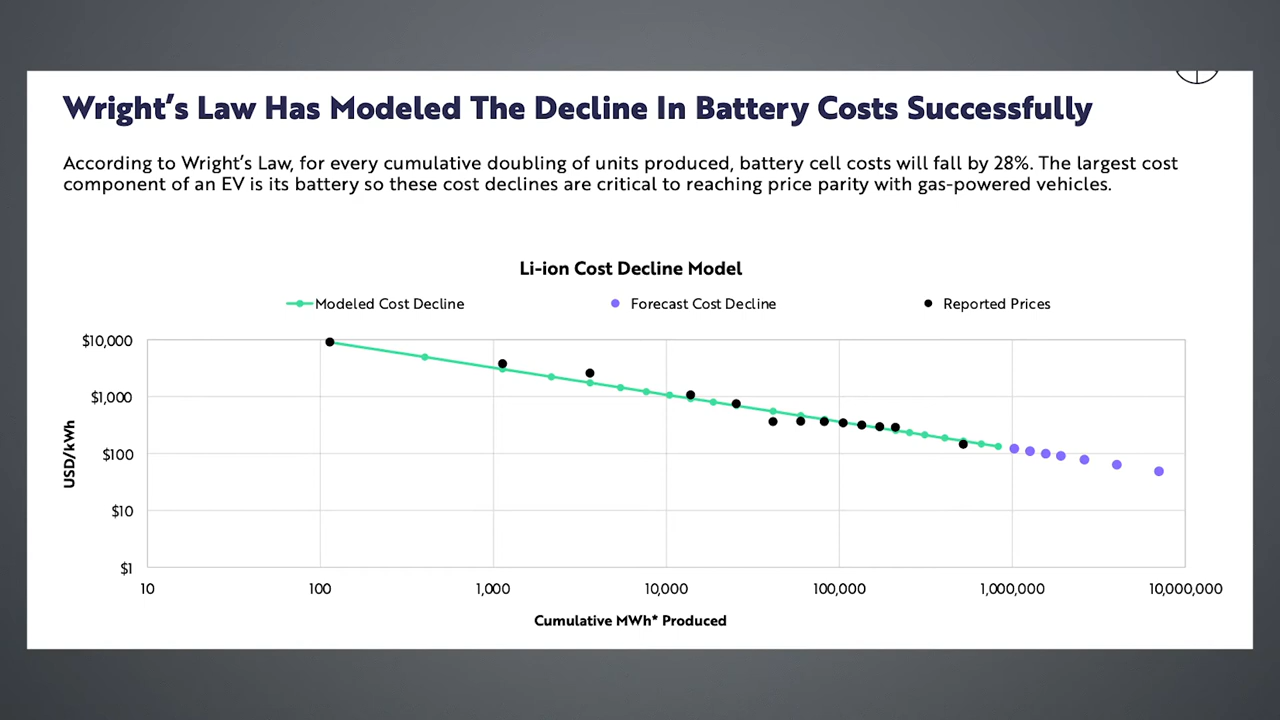 Wright's Law Has Modeled The Decline In Battery Costs Successfully
According to Wright's Law, for every cumulative doubling of units produced, battery cell costs will fall by 28%. The largest cost
component of an EV is its battery so these cost declines are critical to reaching price parity with gas-powered vehicles.
Li-ion Cost Decline Model
Modeled Cost Decline Forecast Cost Decline Reported Prices
$10,000
$1,000
$100
$10
$1
USD/kWh
10 100 1,000 10,000 100,000 1,000,000 10,000,000
Cumulative MWh* Produced